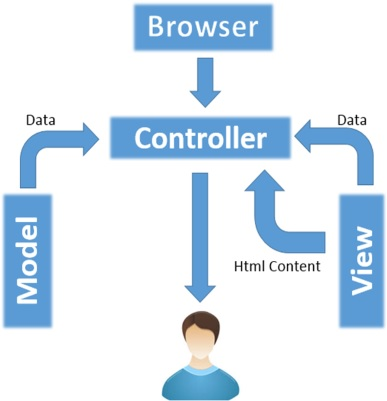 Browser
Data
Data
Controller
Model
Html Content
View